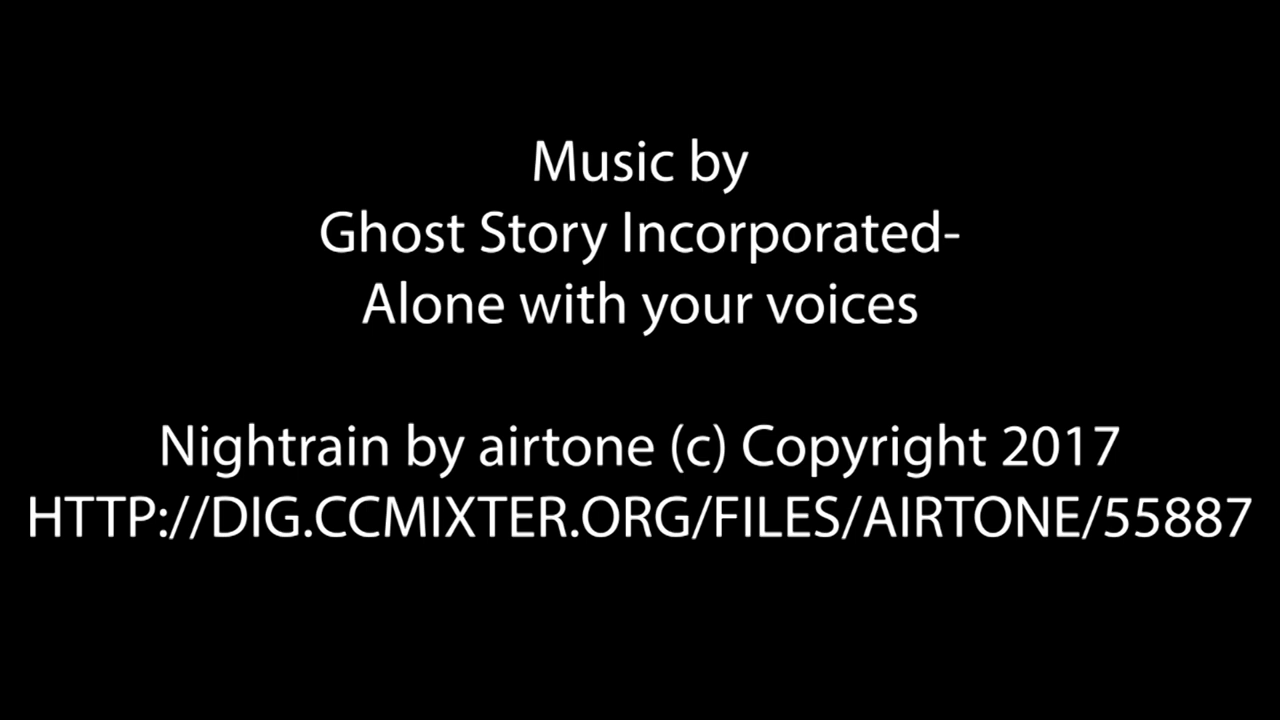 Music by
Ghost Story Incorporated-
Alone with your voices
Nightrain by airtone (c) Copyright 2017
HTTP://DIG.CCMIXTER.ORG/FILES/AIRTONE/55887